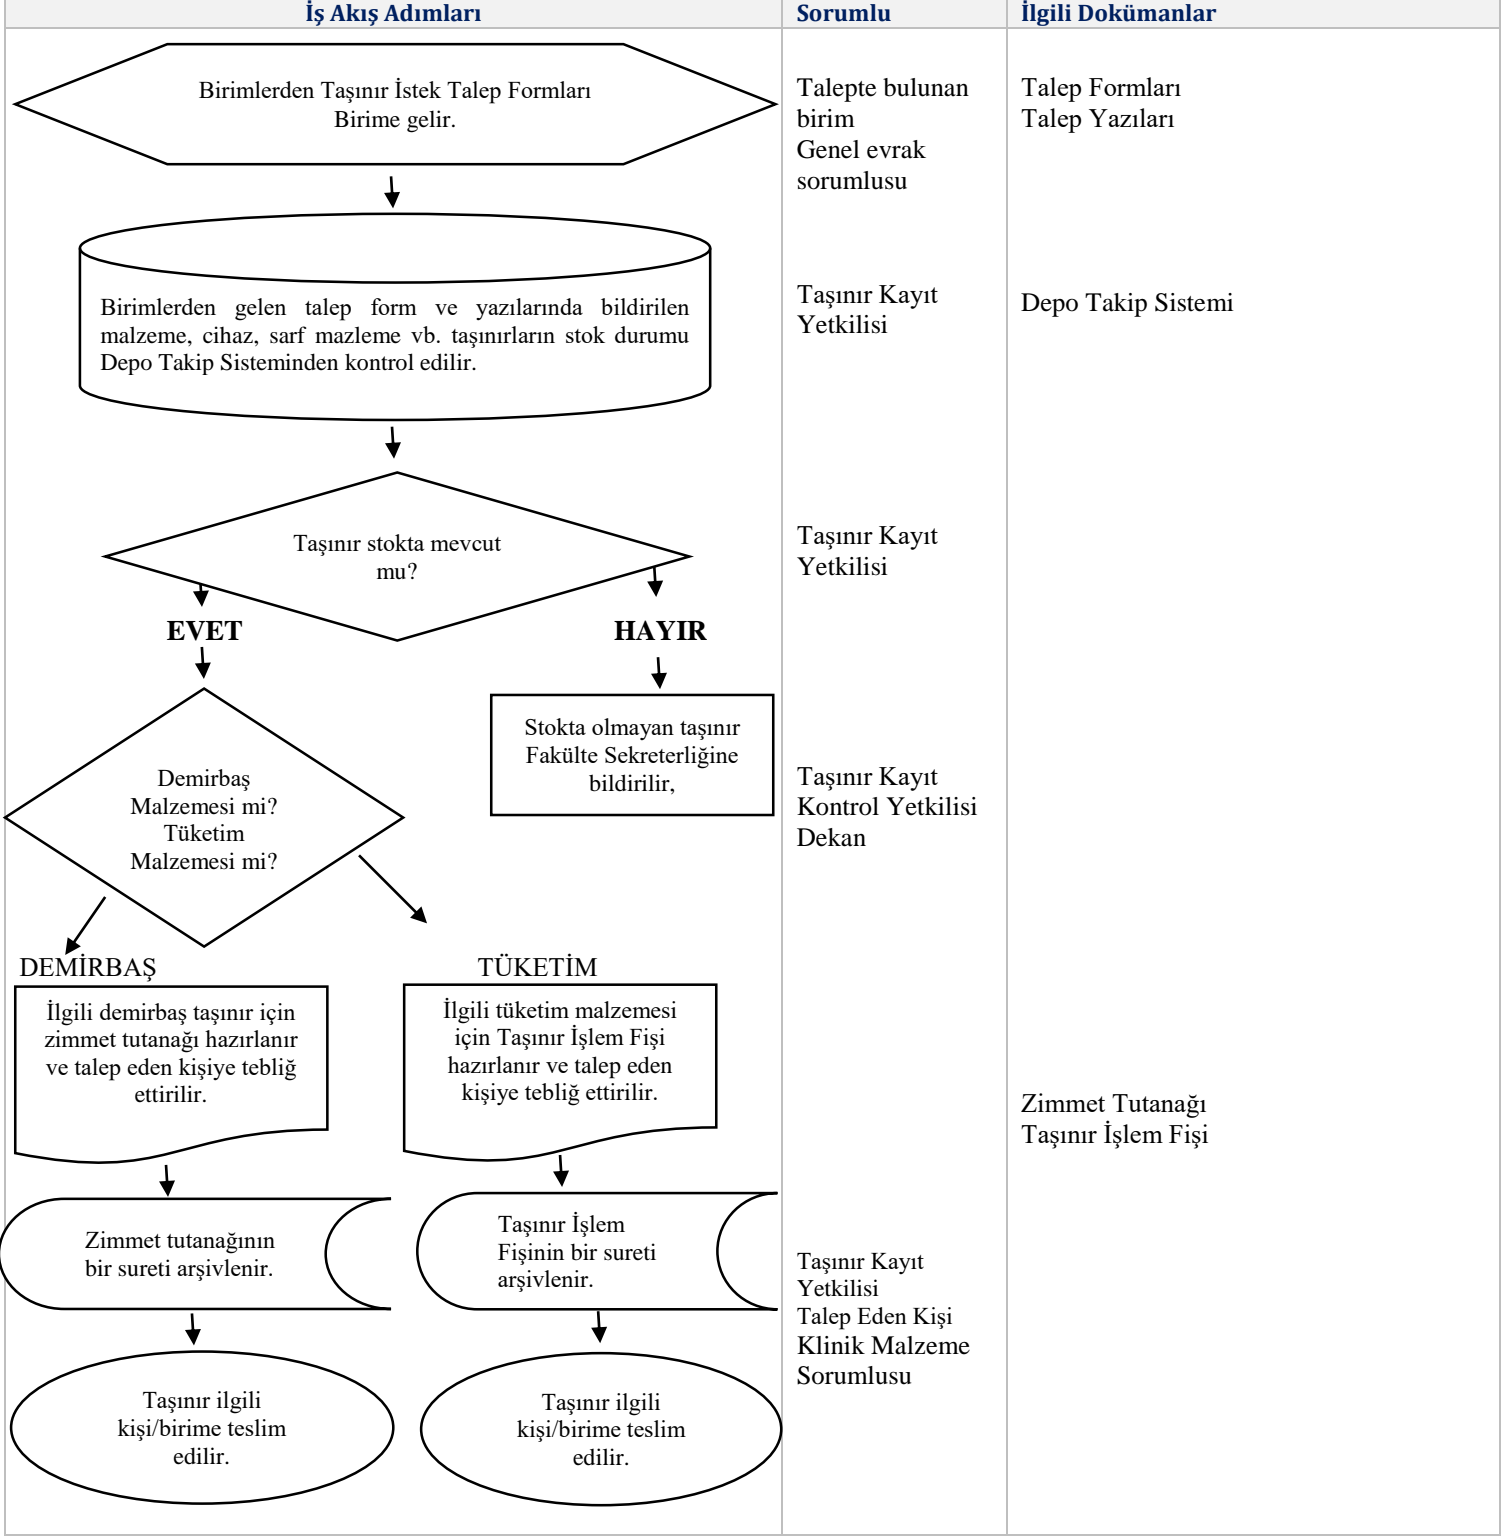 İş Akış Adımları
Sorumlu
İlgili Dokümanlar
Birimlerden Taşınır İstek Talep Formları
Birime gelir.
Talepte bulunan
birim
Genel evrak
sorumlusu
Talep Formları
Talep Yazıları
Birimlerden gelen talep form ve yazılarında bildirilen
malzeme, cihaz, sarf mazleme vb. taşınırların stok durumu
Depo Takip Sisteminden kontrol edilir.
Taşınır Kayıt
Yetkilisi
Depo Takip Sistemi
Taşınır stokta mevcut
mu?
Taşınır Kayıt
Yetkilisi
EVET
HAYIR
Demirbaş
Malzemesi mi?
Tüketim
Malzemesi mi?
Stokta olmayan taşınır
Fakülte Sekreterliğine
bildirilir,
Taşınır Kayıt
Kontrol Yetkilisi
Dekan
DEMİRBAŞ
TÜKETİM
İlgili demirbaş taşınır için
zimmet tutanağı hazırlanır
ve talep eden kişiye tebliğ
ettirilir.
İlgili tüketim malzemesi
için Taşınır İşlem Fişi
hazırlanır ve talep eden
kişiye tebliğ ettirilir.
Zimmet Tutanağı
Taşınır İşlem Fişi
Zimmet tutanağının
bir sureti arşivlenir.
Taşınır İşlem
Fişinin bir sureti
arşivlenir.
Taşınır Kayıt
Yetkilisi
Talep Eden Kişi
Klinik Malzeme
Sorumlusu
Taşınır ilgili
kişi/birime teslim
edilir.
Taşınır ilgili
kişi/birime teslim
edilir.